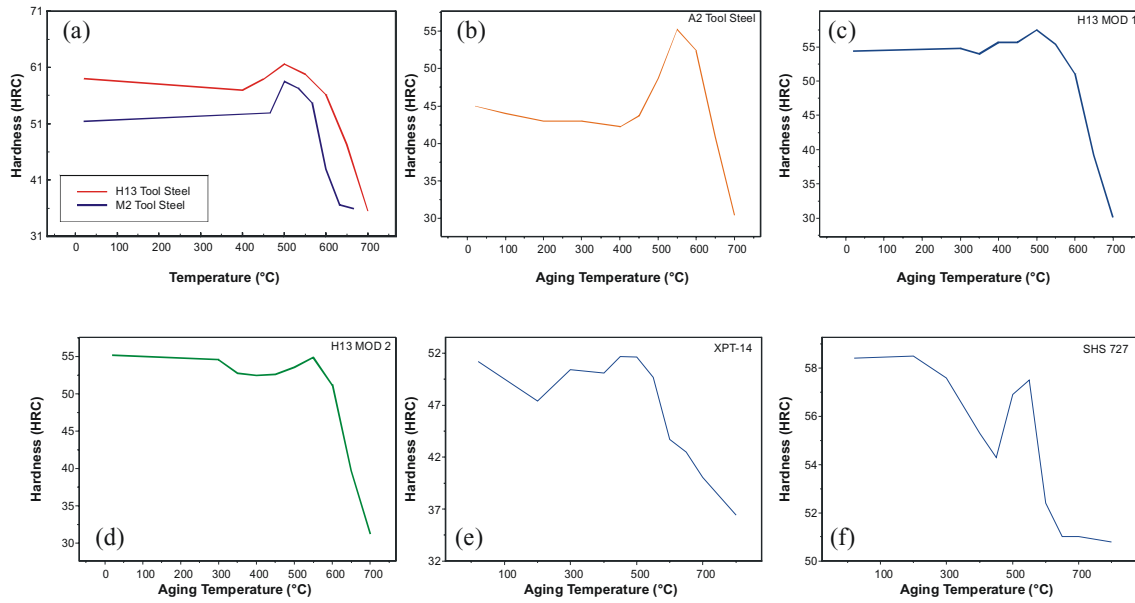 (a)
71
61
51
41
31
Hardness (HRC)
H13 Tool Steel
M2 Tool Steel
0 100 200 300 400 500 600 700
Temperature (°C)
(b)
A2 Tool Steel
55
50
45
40
35
30
Hardness (HRC)
0 100 200 300 400 500 600 700
Aging Temperature (°C)
(c)
H13 MOD 1
55
50
45
40
35
30
Hardness (HRC)
0 100 200 300 400 500 600 700
Aging Temperature (°C)
H13 MOD 2
55
50
45
40
35
30
Hardness (HRC)
(d)
0 100 200 300 400 500 600 700
Aging Temperature (°C)
XPT-14
52
47
42
37
32
Hardness (HRC)
(e)
100 300 500 700
Aging Temperature (°C)
SHS 727
58
56
54
52
51
50
Hardness (HRC)
(f)
100 300 500 700
Aging Temperature (°C)